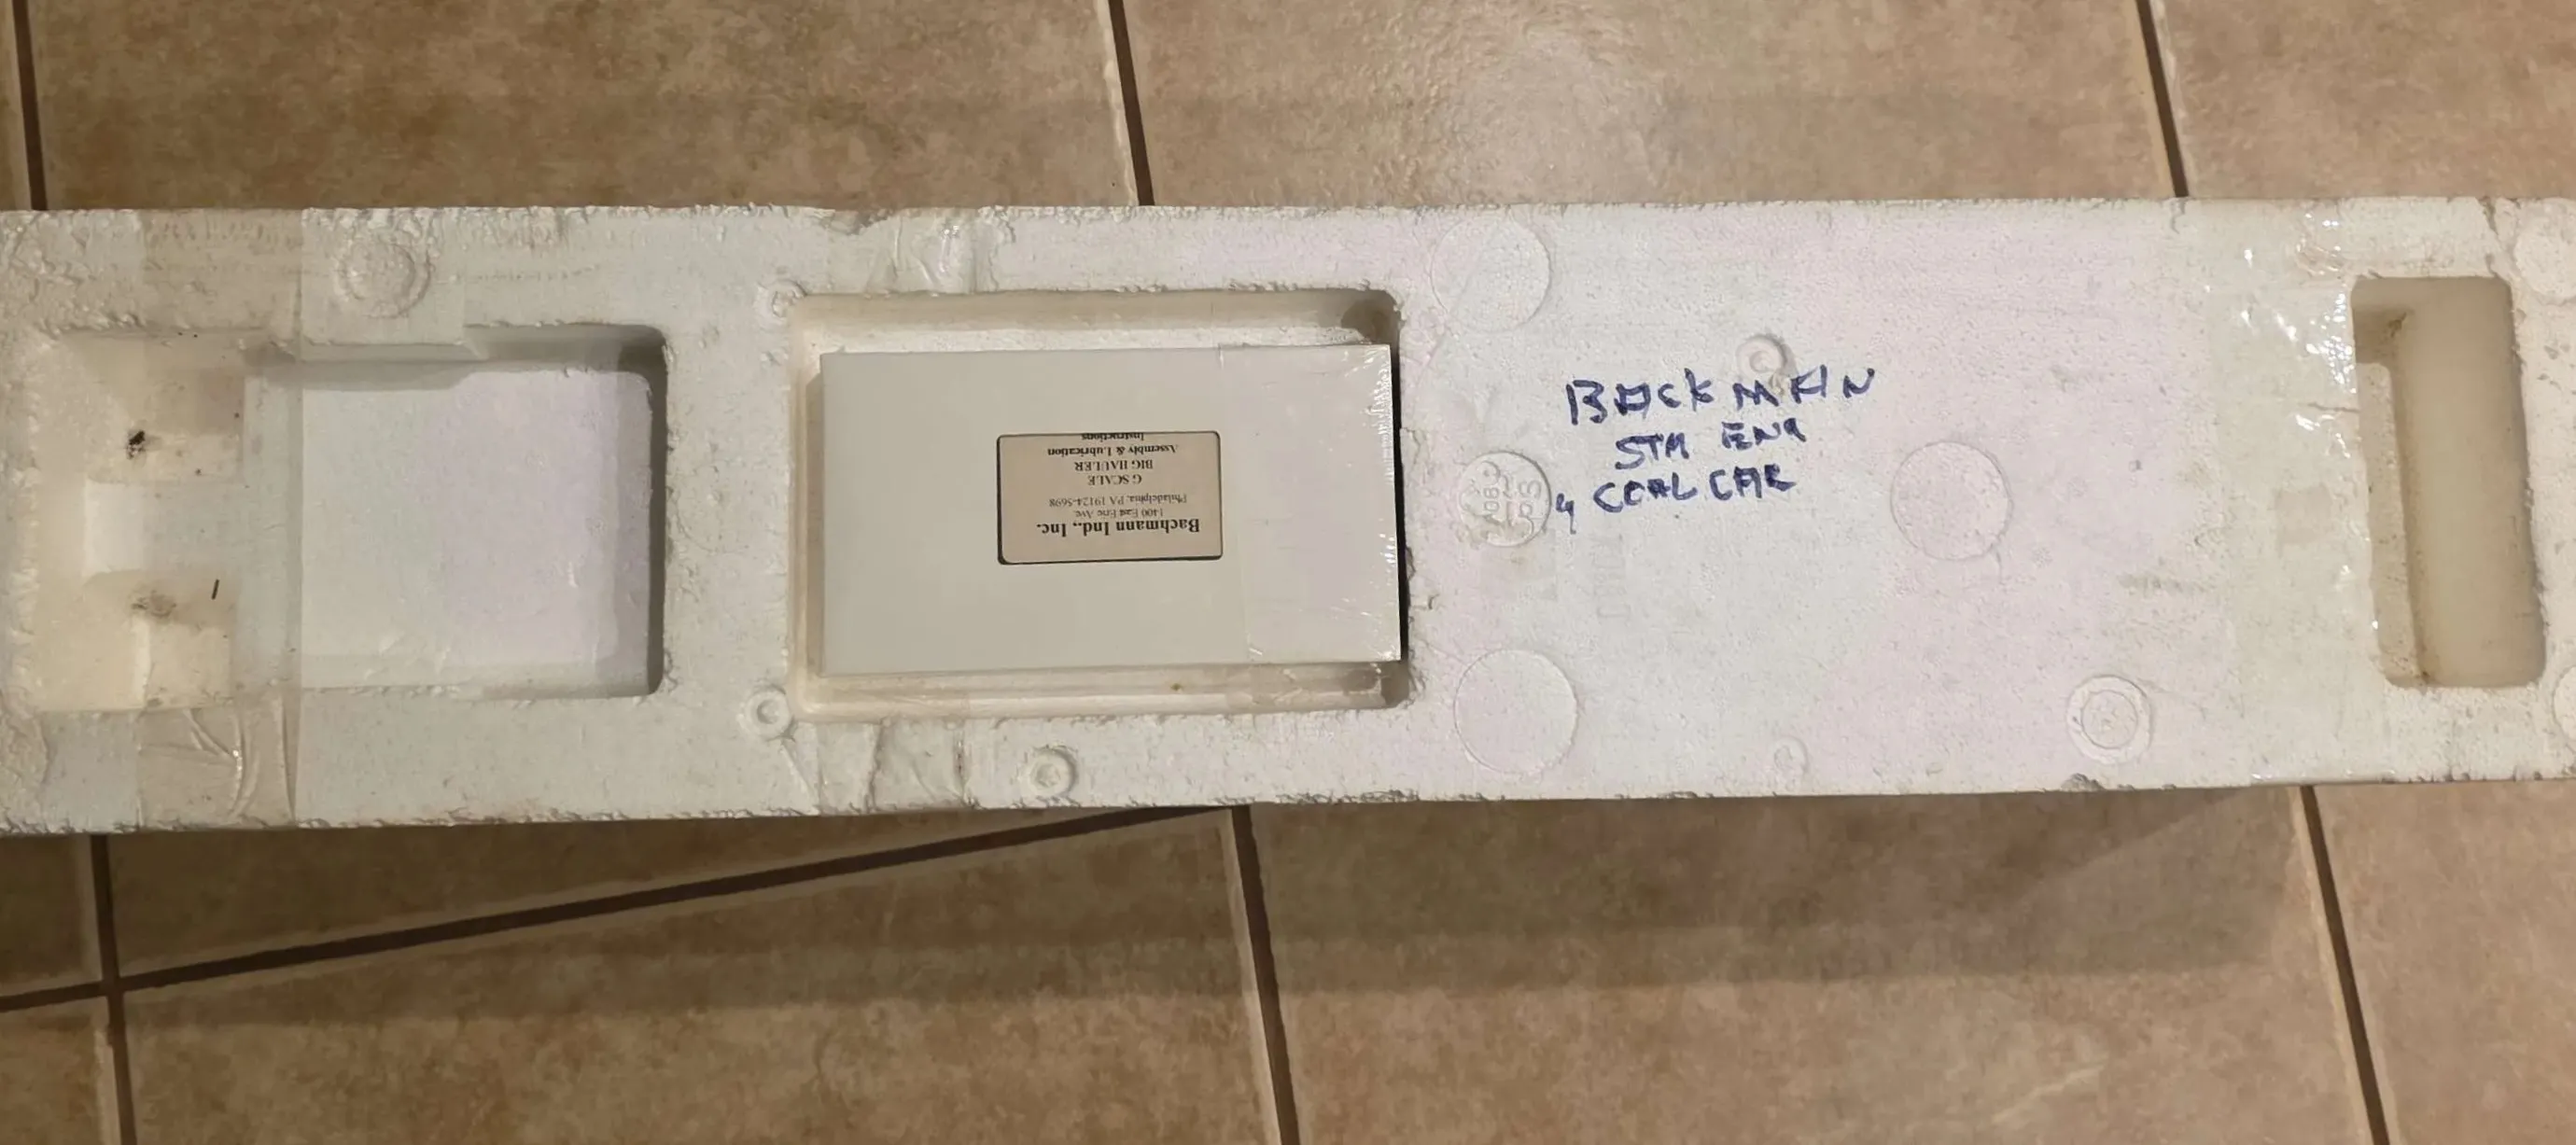 BACKMAN
STM ENG
& COAL CAR
Bachmann Ind., Inc.
1400 East Erie Ave.
Philadelphia, PA 19124-5698
G SCALE
BIG HAULER
Assembly & Lubrication
Instructions